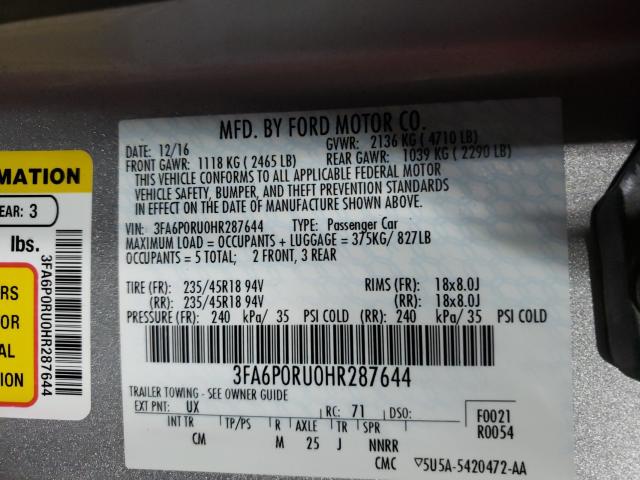 MFD. BY FORD MOTOR CO.
DATE: 12/16 GVWR: 2136 KG ( 4710 LB)
FRONT GAWR: 1118 KG ( 2465 LB) REAR GAWR: 1039 KG ( 2290 LB)
THIS VEHICLE CONFORMS TO ALL APPLICABLE FEDERAL MOTOR
VEHICLE SAFETY, BUMPER, AND THEFT PREVENTION STANDARDS
IN EFFECT ON THE DATE OF MANUFACTURE SHOWN ABOVE.
VIN: 3FA6P0RU0HR287644 TYPE: Passenger Car
MAXIMUM LOAD = OCCUPANTS + LUGGAGE = 375KG/ 827LB
OCCUPANTS = 5 TOTAL; 2 FRONT, 3 REAR
TIRE (FR): 235/45R18 94V RIMS (FR): 18x8.0J
(RR): 235/45R18 94V (RR): 18x8.0J
PRESSURE (FR): 240 kPa/ 35 PSI COLD (RR): 240 kPa/ 35 PSI COLD
3FA6P0RU0HR287644
TRAILER TOWING - SEE OWNER GUIDE
EXT PNT: UX RC: 71 DSO: F0021
INT TR TP/PS R AXLE TR SPR R0054
CM M 25 J NNRR
CMC ▽5U5A-5420472-AA
RMATION
EAR: 3
lbs.
3FA6P0RU0HR287644
ERS
OR
AL
TION